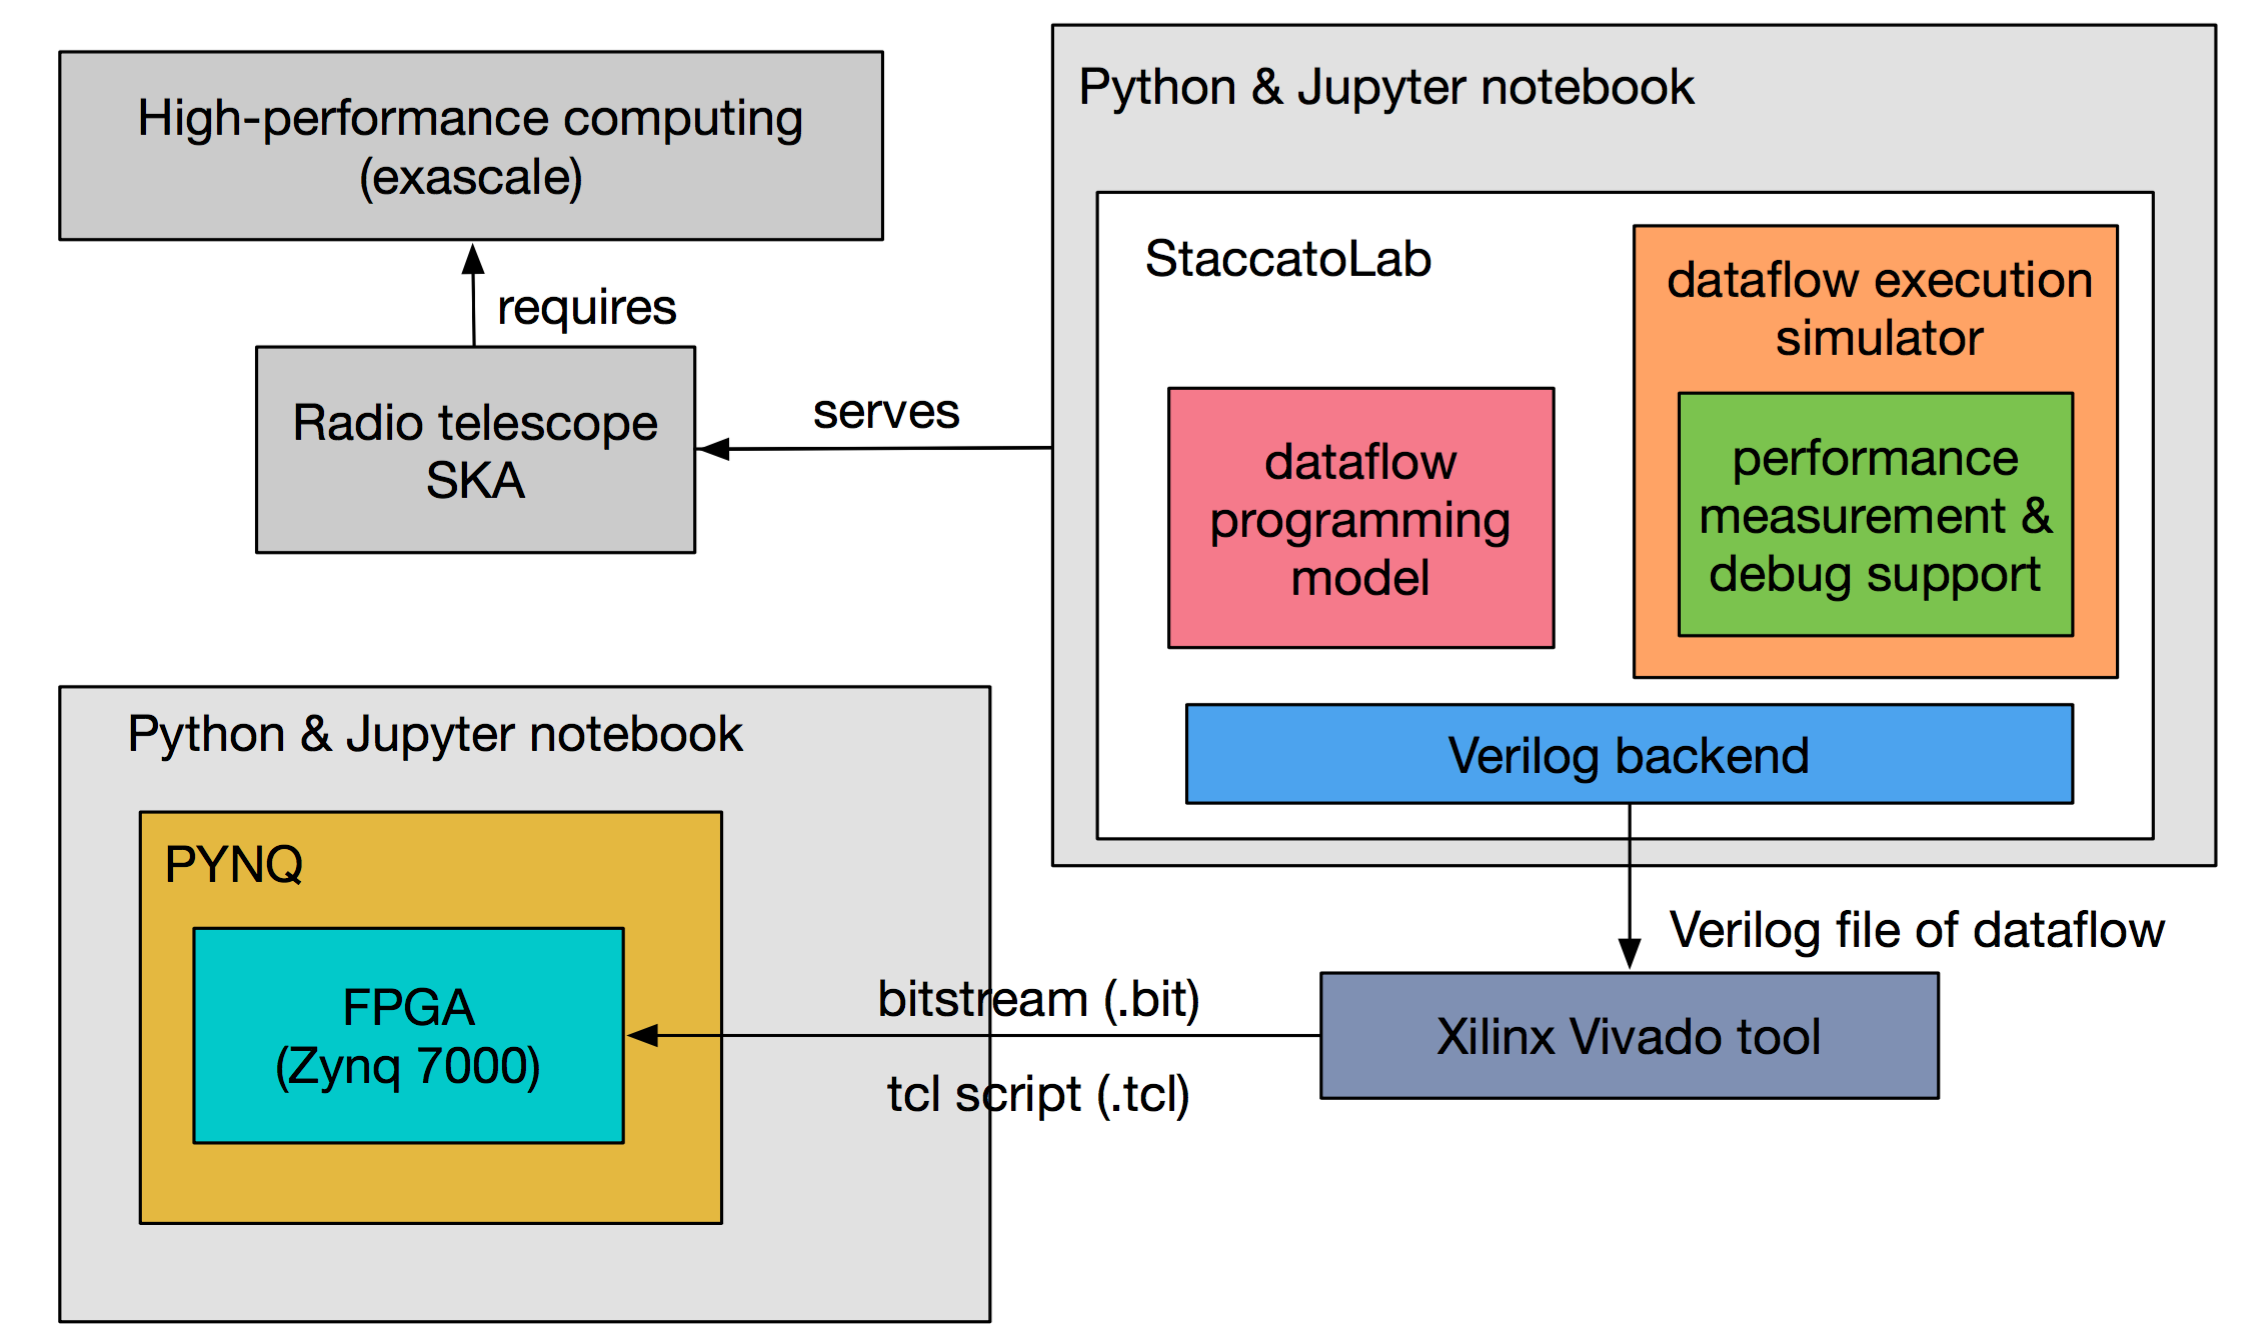 High-performance computing
(exascale)
requires
Radio telescope
SKA
serves
Python & Jupyter notebook
StaccatoLab
dataflow execution
simulator
dataflow
programming
model
performance
measurement &
debug support
Verilog backend
Verilog file of dataflow
Xilinx Vivado tool
bitstream (.bit)
tcl script (.tcl)
Python & Jupyter notebook
PYNQ
FPGA
(Zynq 7000)